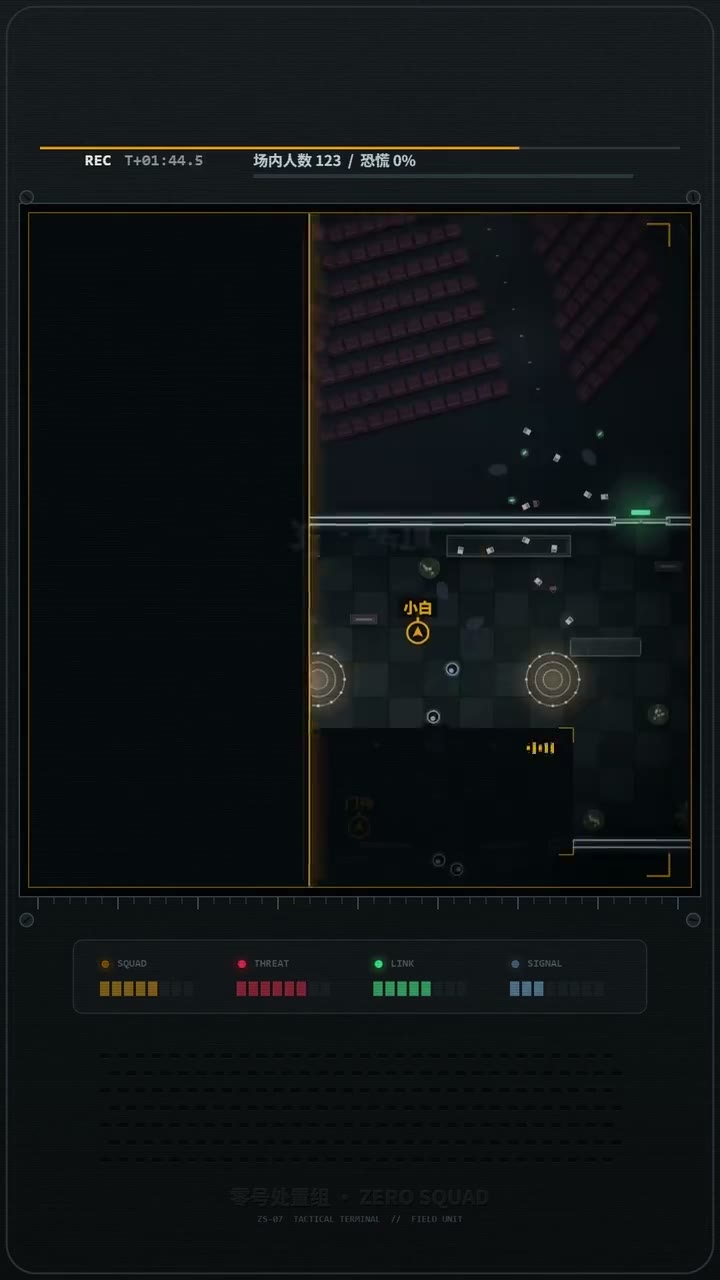 REC T+01:44.5 场内人数 123 / 恐慌 0%
小白
SQUAD THREAT LINK SIGNAL
零号处置组 · ZERO SQUAD
ZS-07 TACTICAL TERMINAL // FIELD UNIT